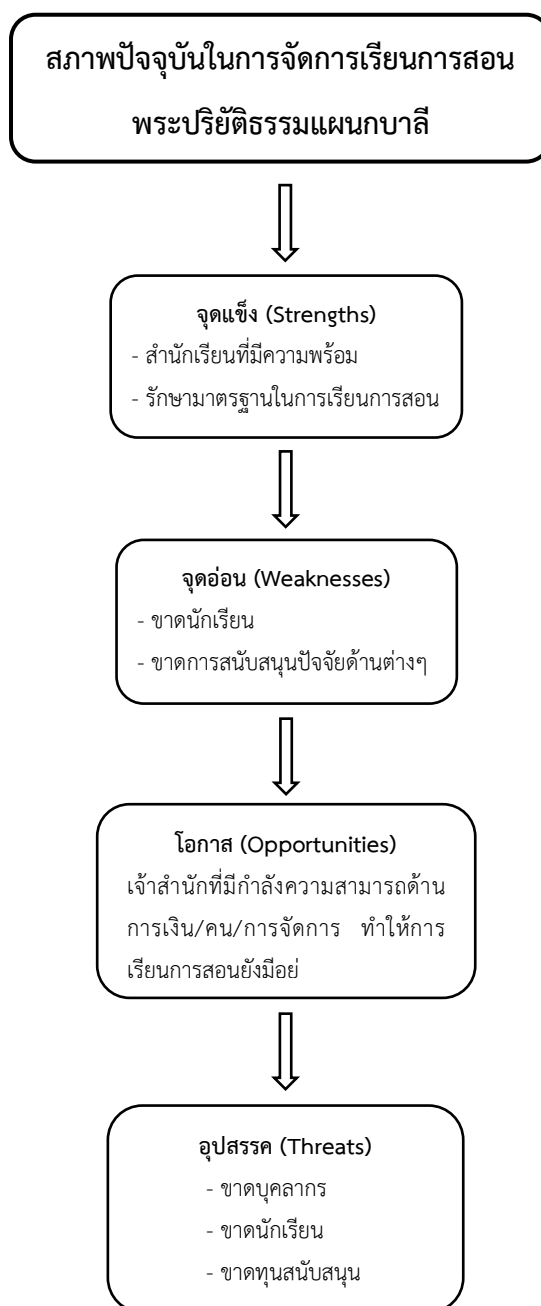 สภาพปัจจุบันในการจัดการเรียนการสอน
พระปริยัติธรรมแผนกบาลี
จุดแข็ง (Strengths)
- สำนักเรียนที่มีความพร้อม
- รักษามาตรฐานในการเรียนการสอน
จุดอ่อน (Weaknesses)
- ขาดนักเรียน
- ขาดการสนับสนุนปัจจัยด้านต่างๆ
โอกาส (Opportunities)
เจ้าสำนักที่มีกำลังความสามารถด้าน
การเงิน/คน/การจัดการ ทำให้การ
เรียนการสอนยังมีอย่
อุปสรรค (Threats)
- ขาดบุคลากร
- ขาดนักเรียน
- ขาดทุนสนับสนุน